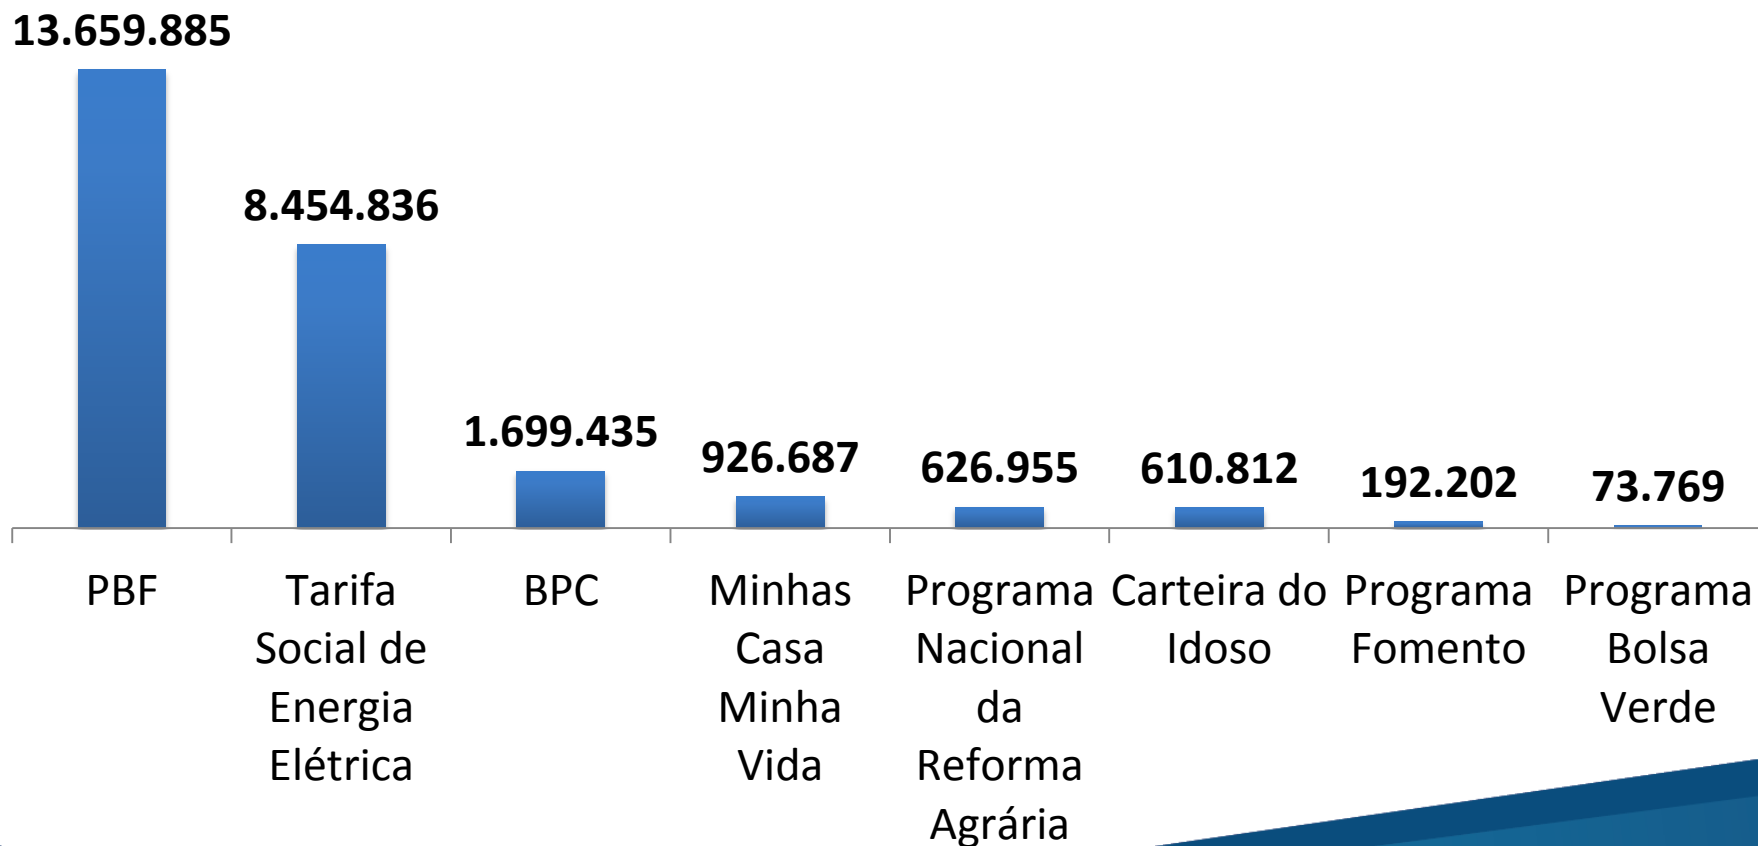 13.659.885
8.454.836
1.699.435
926.687
626.955
610.812
192.202
73.769
PBF
Tarifa
Social de
Energia
Elétrica
BPC
Minhas
Casa
Minha
Vida
Programa
Nacional
da
Reforma
Agrária
Carteira do
Idoso
Programa
Fomento
Programa
Bolsa
Verde